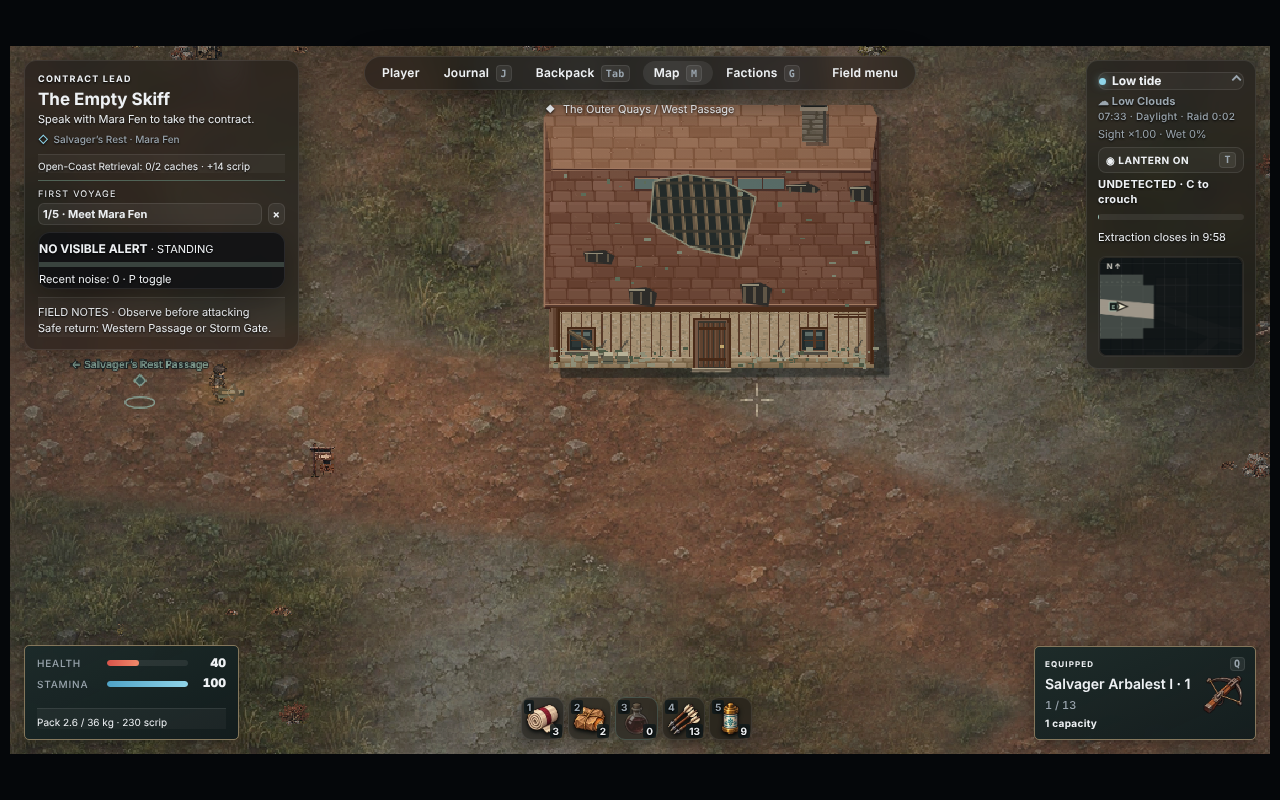 CONTRACT LEAD
The Empty Skiff
Speak with Mara Fen to take the contract.
Salvager's Rest · Mara Fen
Open-Coast Retrieval: 0/2 caches · +14 scrip
FIRST VOYAGE
1/5 · Meet Mara Fen ×
NO VISIBLE ALERT · STANDING
Recent noise: 0 · P toggle
FIELD NOTES · Observe before attacking
Safe return: Western Passage or Storm Gate.
Player Journal J Backpack Tab Map M Factions G Field menu
The Outer Quays / West Passage
Low tide
Low Clouds
07:33 · Daylight · Raid 0:02
Sight ×1.00 · Wet 0%
LANTERN ON T
UNDETECTED · C to
crouch
Extraction closes in 9:58
N ↑
← Salvager's Rest Passage
HEALTH 40
STAMINA 100
Pack 2.6 / 36 kg · 230 scrip
1 3
2 2
3 0
4 13
5 9
EQUIPPED Q
Salvager Arbalest I · 1
1 / 13
1 capacity